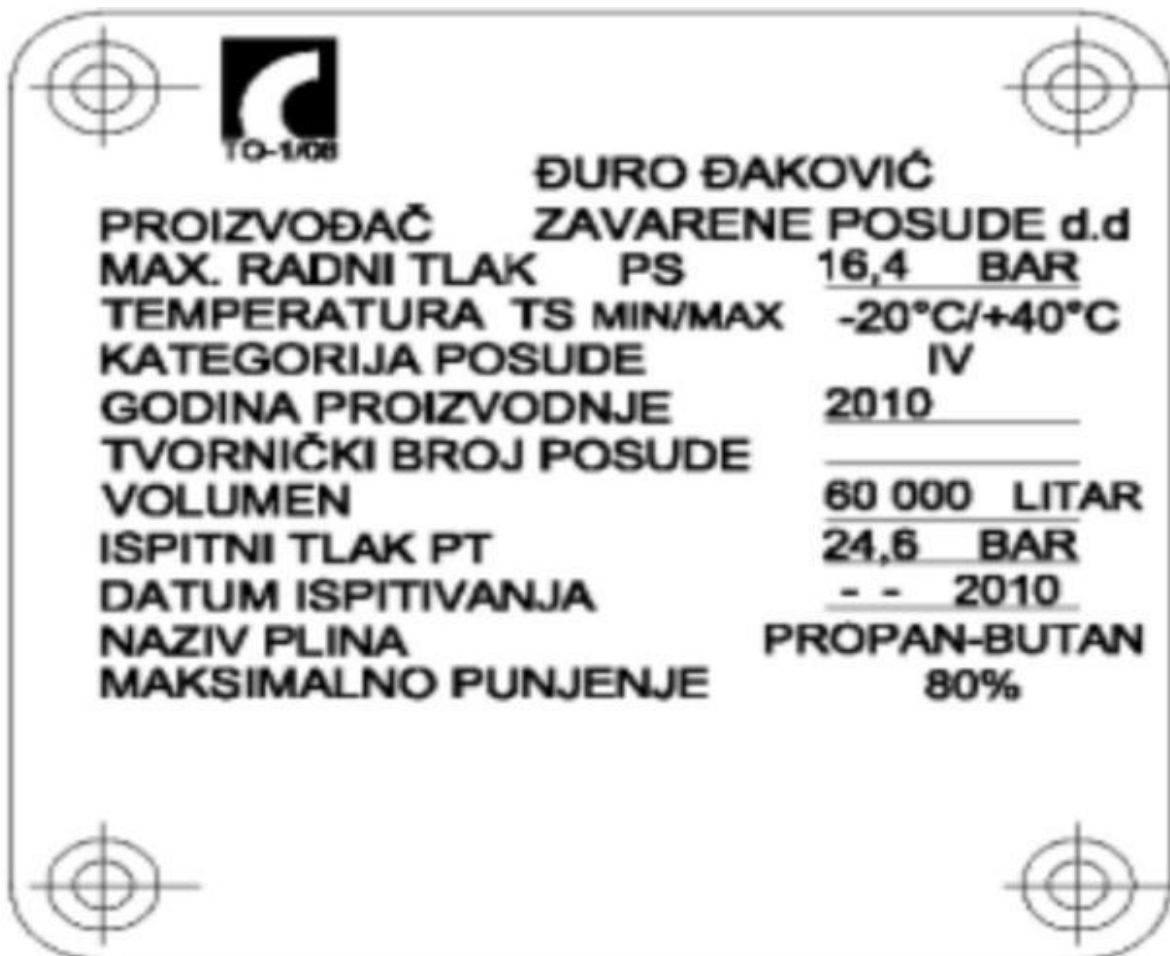 TO-1/08
ĐURO ĐAKOVIĆ
PROIZVOĐAČ ZAVARENE POSUDE d.d
MAX. RADNI TLAK PS 16,4 BAR
TEMPERATURA TS MIN/MAX -20°C/+40°C
KATEGORIJA POSUDE IV
GODINA PROIZVODNJE 2010
TVORNIČKI BROJ POSUDE
VOLUMEN 60 000 LITAR
ISPITNI TLAK PT 24,6 BAR
DATUM ISPITIVANJA - - 2010
NAZIV PLINA PROPAN-BUTAN
MAKSIMALNO PUNJENJE 80%